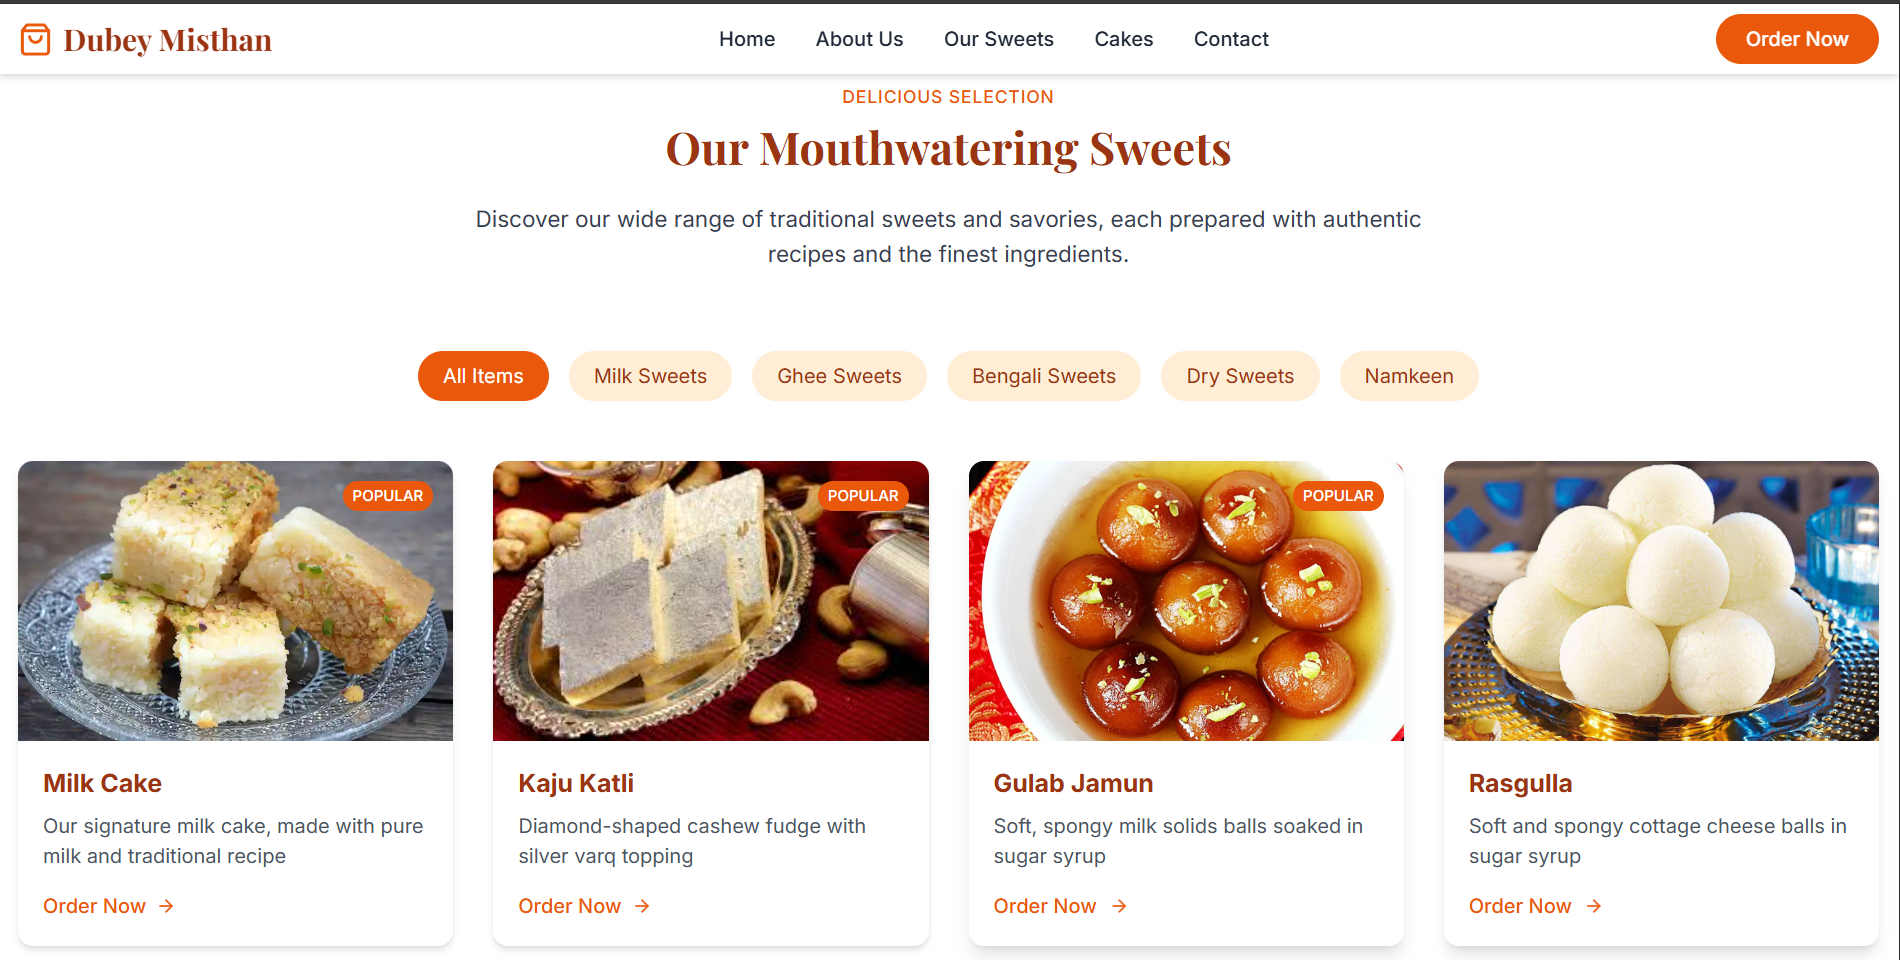 Dubey Misthan
Home
About Us
Our Sweets
Cakes
Contact
Order Now
DELICIOUS SELECTION
Our Mouthwatering Sweets
Discover our wide range of traditional sweets and savories, each prepared with authentic
recipes and the finest ingredients.
All Items
Milk Sweets
Ghee Sweets
Bengali Sweets
Dry Sweets
Namkeen
POPULAR
Milk Cake
Our signature milk cake, made with pure
milk and traditional recipe
Order Now
POPULAR
Kaju Katli
Diamond-shaped cashew fudge with
silver varq topping
Order Now
POPULAR
Gulab Jamun
Soft, spongy milk solids balls soaked in
sugar syrup
Order Now
Rasgulla
Soft and spongy cottage cheese balls in
sugar syrup
Order Now